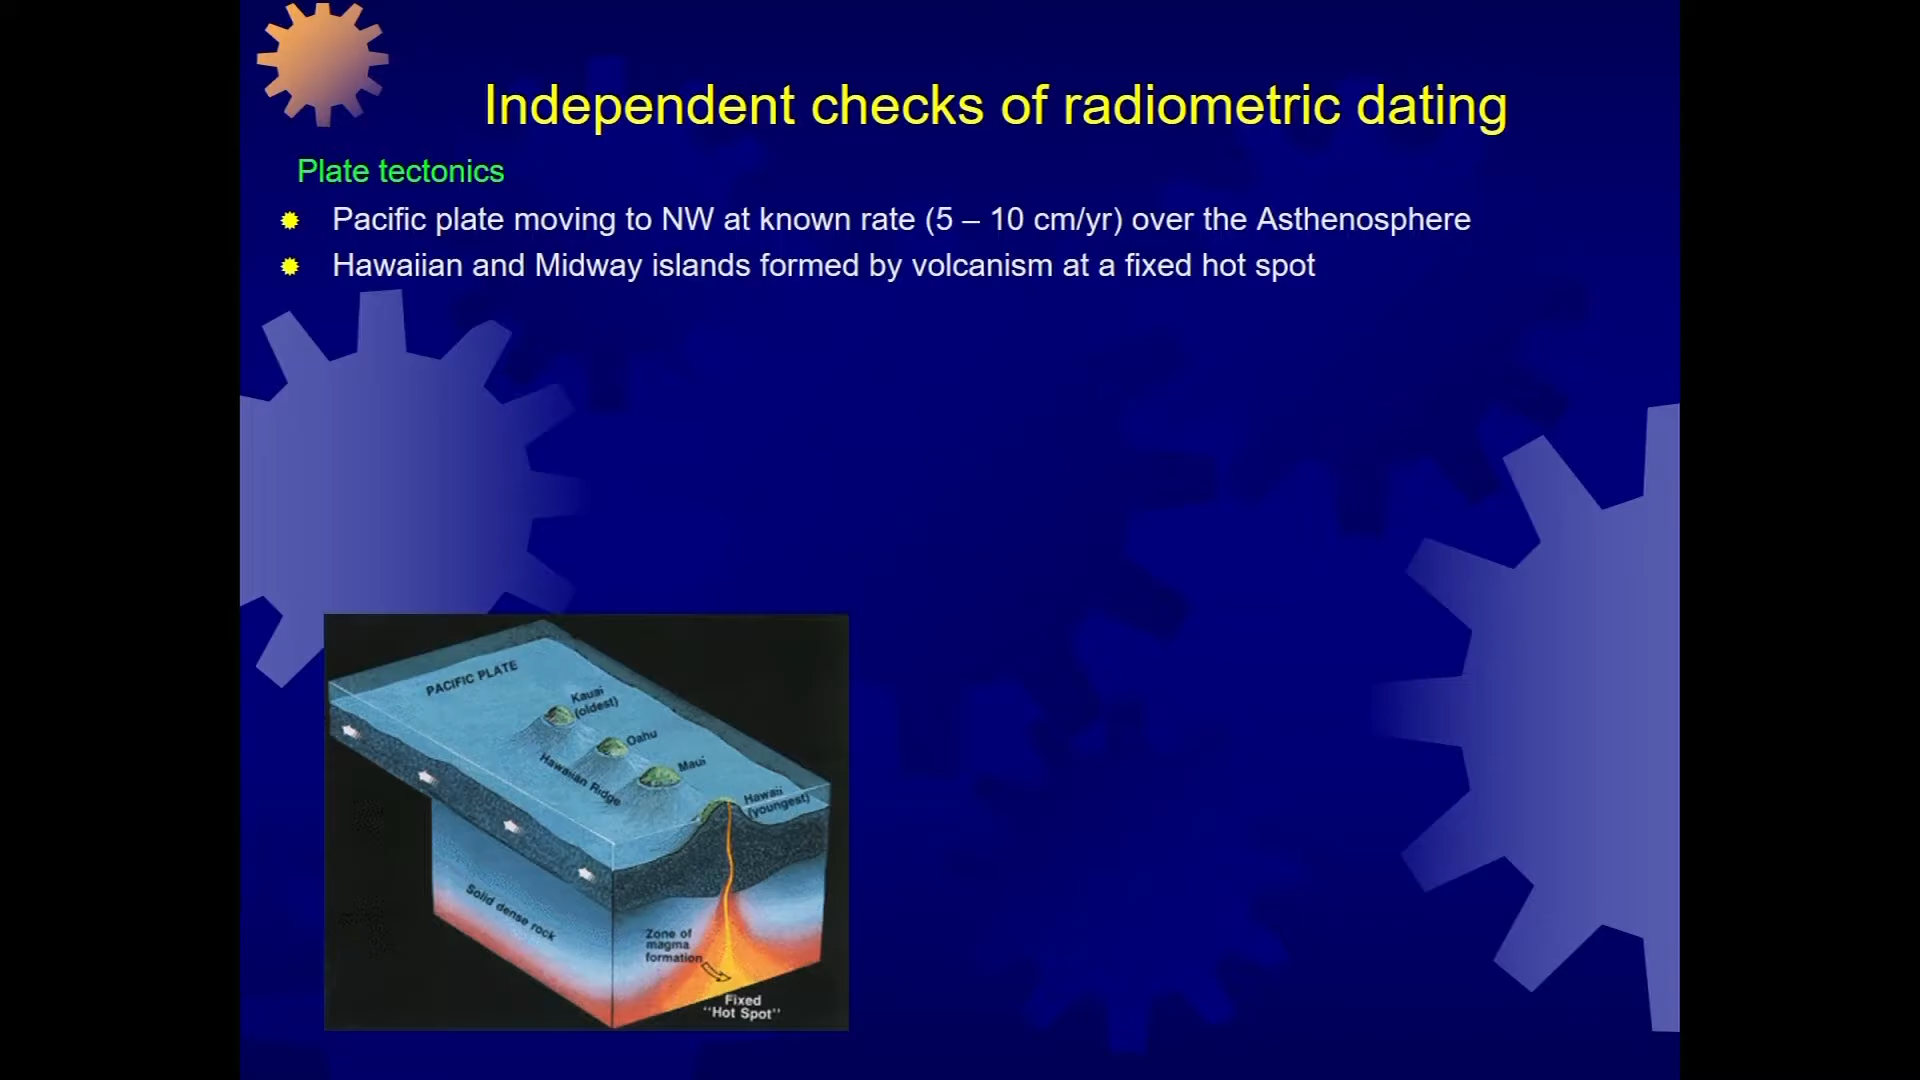 Independent checks of radiometric dating
Plate tectonics
Pacific plate moving to NW at known rate (5 – 10 cm/yr) over the Asthenosphere
Hawaiian and Midway islands formed by volcanism at a fixed hot spot
PACIFIC PLATE
Kauai
(oldest)
Oahu
Maui
Hawaiian Ridge
Hawaii
(youngest)
Solid dense rock
Zone of
magma
formation
Fixed
"Hot Spot"